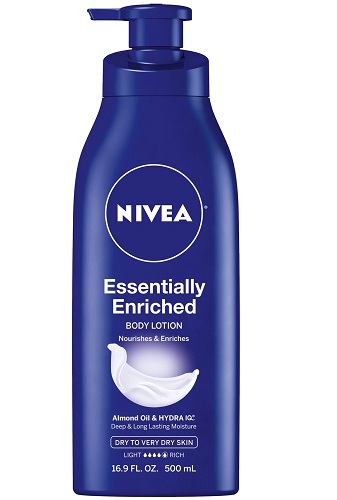 NIVEA®
Essentially
Enriched
BODY LOTION
Nourishes & Enriches
Almond Oil & HYDRA IQ™
Deep & Long Lasting Moisture
DRY TO VERY DRY SKIN
LIGHT RICH
16.9 FL. OZ. 500 mL